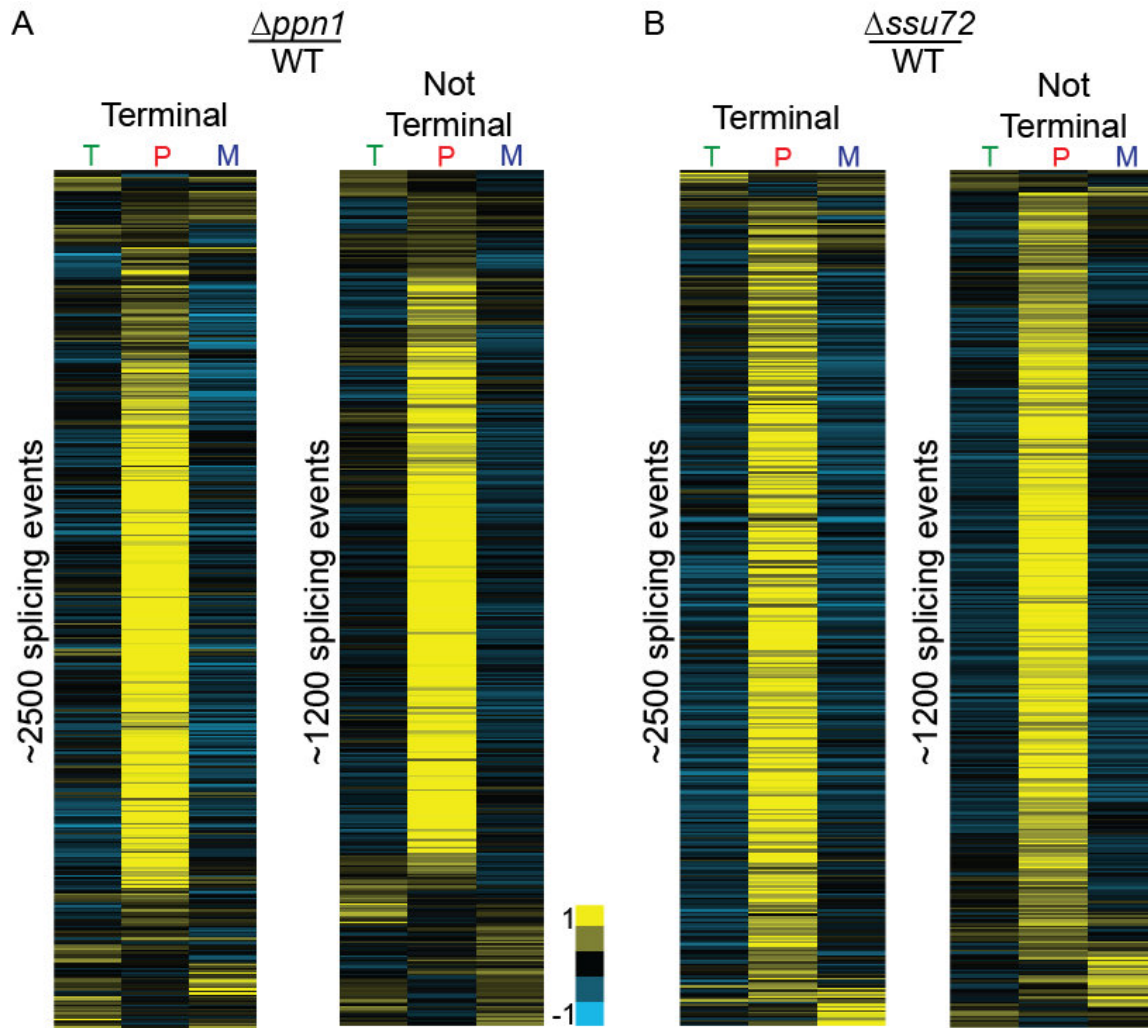 A
Δppn1
WT
Terminal
Not
Terminal
T P M
T P M
~2500 splicing events
~1200 splicing events
1
-1
B
Δssu72
WT
Terminal
Not
Terminal
T P M
T P M
~2500 splicing events
~1200 splicing events